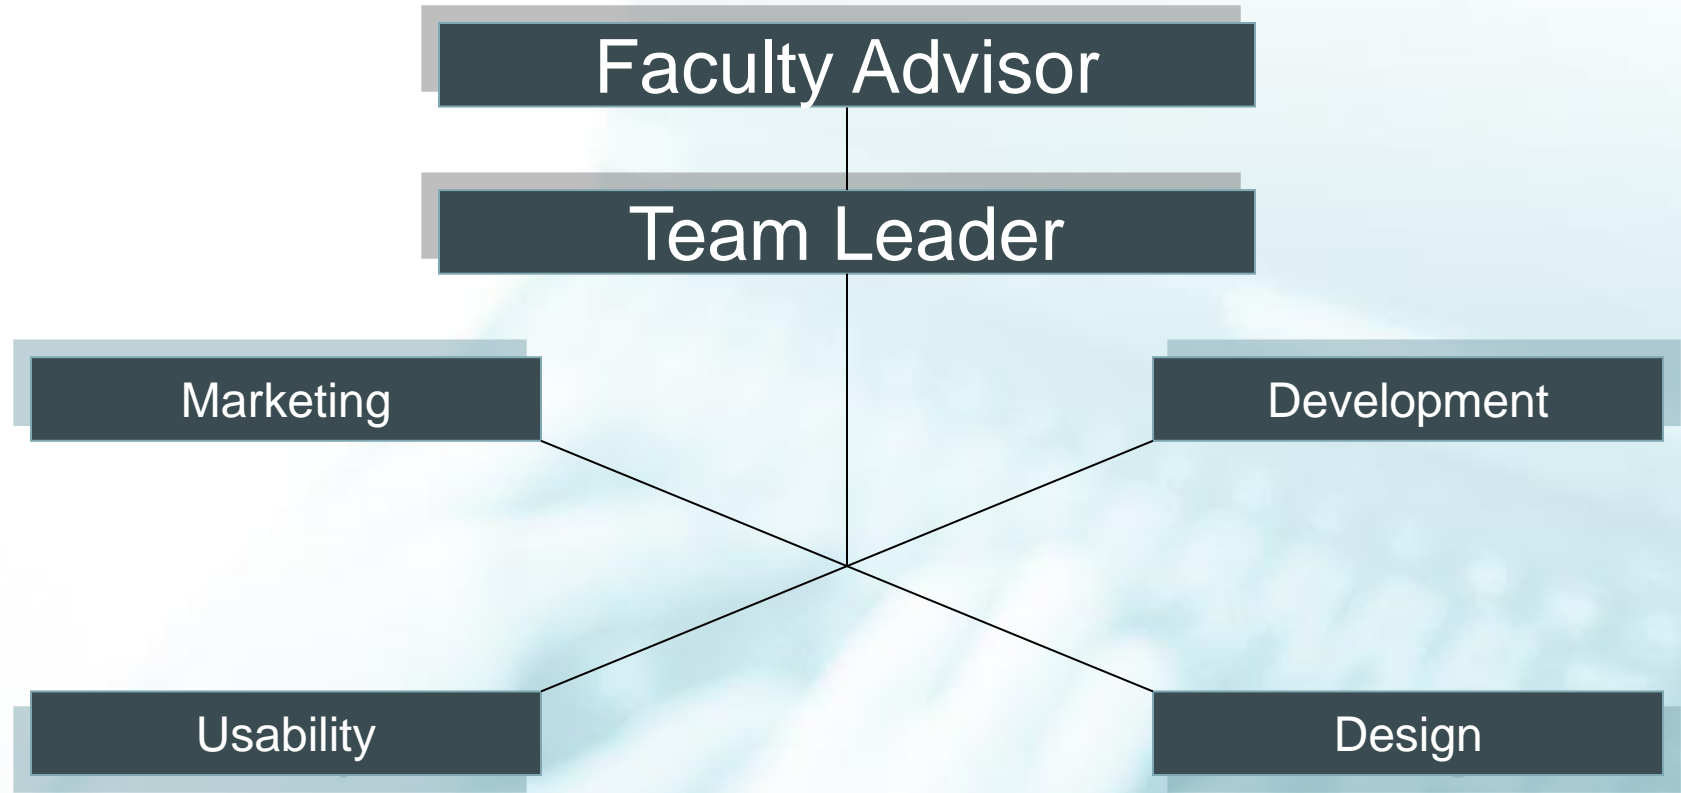 Faculty Advisor
Team Leader
Marketing
Development
Usability
Design